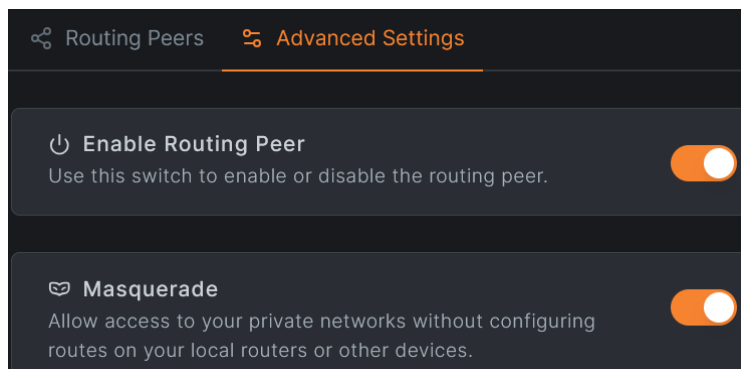 Routing Peers Advanced Settings
Enable Routing Peer
Use this switch to enable or disable the routing peer.
Masquerade
Allow access to your private networks without configuring
routes on your local routers or other devices.